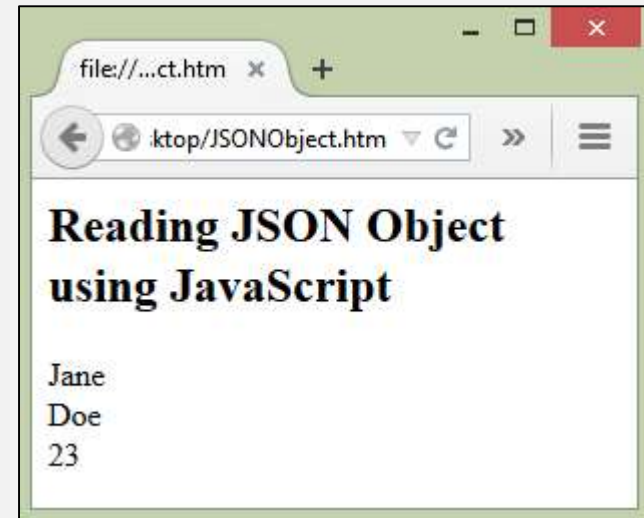 file://...ct.htm
ktop/JSONObject.htm
Reading JSON Object
using JavaScript
Jane
Doe
23